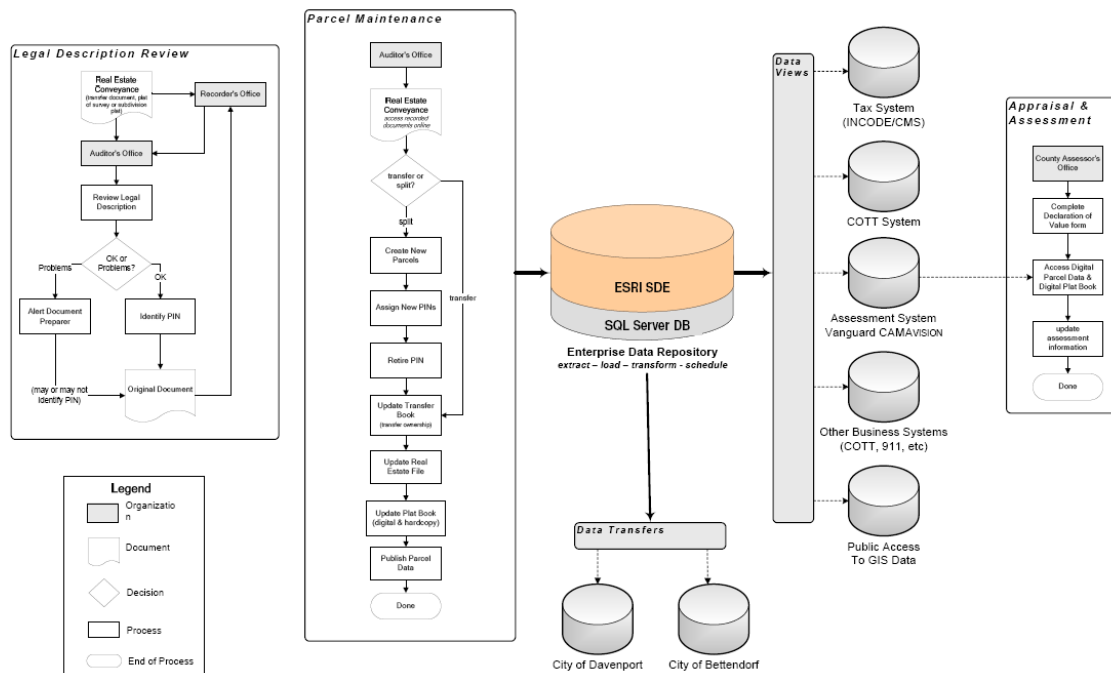 Legal Description Review
Real Estate
Conveyance
(transfer document, plat
of survey or subdivision
plat)
Recorder's Office
Auditor's Office
Review Legal
Description
OK or
Problems?
Problems
OK
Alert Document
Preparer
Identify PIN
(may or may not
Identify PIN)
Original Document
Legend
Organizatio
n
Document
Decision
Process
End of Process
Parcel Maintenance
Auditor's Office
Real Estate
Conveyance
access recorded
documents online
transfer or
split?
split
transfer
Create New
Parcels
Assign New PINs
Retire PIN
Update Transfer
Book
(transfer ownership)
Update Real
Estate File
Update Plat Book
(digital & hardcopy)
Publish Parcel
Data
Done
ESRI SDE
SQL Server DB
Enterprise Data Repository
extract – load – transform - schedule
Data Transfers
City of Davenport
City of Bettendorf
Data
Views
Tax System
(INCODE/CMS)
COTT System
Assessment System
Vanguard CAMAVISION
Other Business Systems
(COTT, 911, etc)
Public Access
To GIS Data
Appraisal &
Assessment
County Assessor's
Office
Complete
Declaration of
Value form
Access Digital
Parcel Data &
Digital Plat Book
update
assessment
information
Done